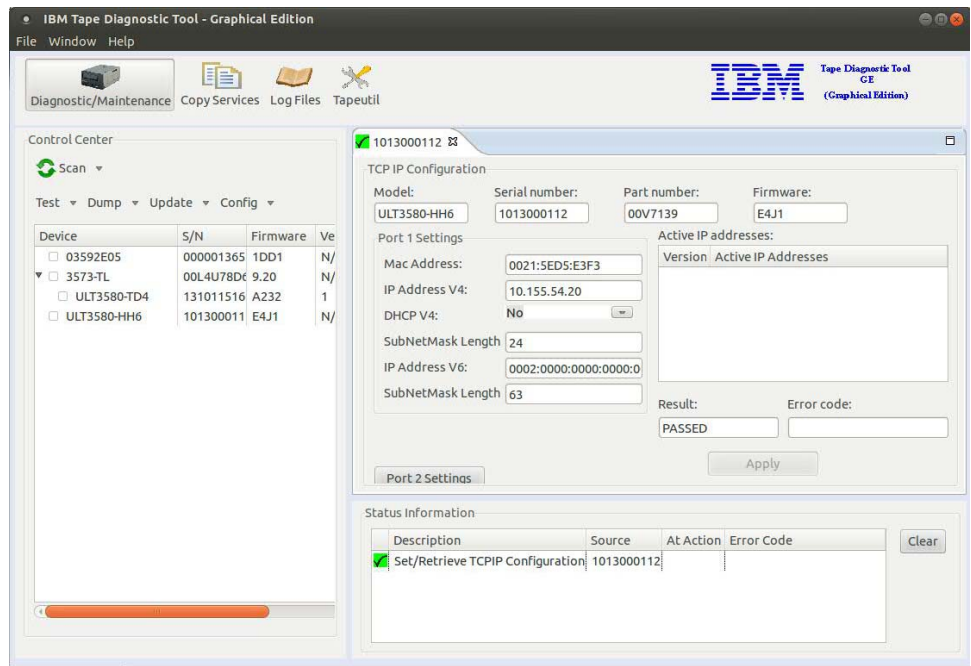 IBM Tape Diagnostic Tool - Graphical Edition
File Window Help
Diagnostic/Maintenance Copy Services Log Files Tapeutil
IBM
Tape Diagnostic Tool
GE
(Graphical Edition)
Control Center
Scan
Test Dump Update Config
Device S/N Firmware Ve
03592E05 000001365 1DD1 N/
3573-TL 00L4U78D6 9.20 N/
ULT3580-TD4 131011516 A232 1
ULT3580-HH6 101300011 E4J1 N/
1013000112
TCP IP Configuration
Model: Serial number: Part number: Firmware:
ULT3580-HH6 1013000112 00V7139 E4J1
Port 1 Settings
Mac Address: 0021:5ED5:E3F3
IP Address V4: 10.155.54.20
DHCP V4: No
SubNetMask Length 24
IP Address V6: 0002:0000:0000:0000:0
SubNetMask Length 63
Port 2 Settings
Active IP addresses:
Version Active IP Addresses
Result: Error code:
PASSED
Apply
Status Information
Description Source At Action Error Code
Set/Retrieve TCPIP Configuration 1013000112
Clear